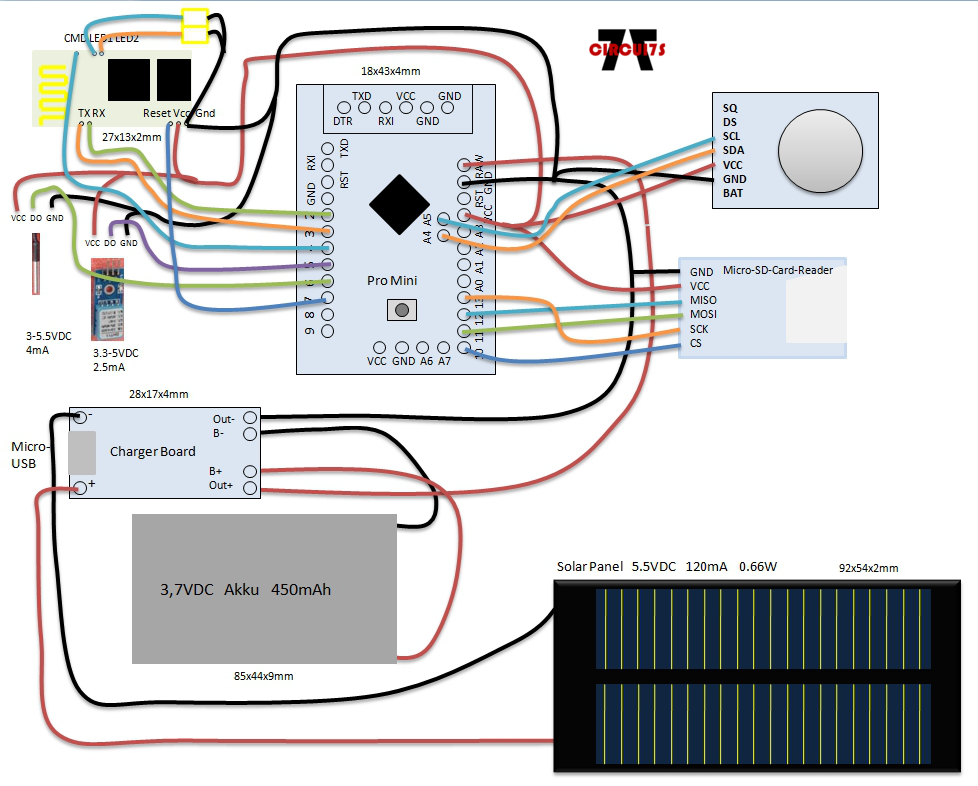 CIRCUI7S
CMD LED1 LED2
TX RX
Reset Vcc Gnd
27x13x2mm
VCC DO GND
VCC DO GND
3-5.5VDC
4mA
3.3-5VDC
2.5mA
18x43x4mm
TXD VCC GND
DTR RXI GND
TXD
RXI
RST
GND
2
3
4
5
6
7
8
9
RAW
GND
RST
VCC
A3
A2
A1
A0
13
12
11
10
A5
A4
Pro Mini
VCC GND A6 A7
SQ
DS
SCL
SDA
VCC
GND
BAT
Micro-SD-Card-Reader
GND
VCC
MISO
MOSI
SCK
CS
28x17x4mm
Micro-
USB
-
+
Charger Board
Out-
B-
B+
Out+
3,7VDC Akku 450mAh
85x44x9mm
Solar Panel 5.5VDC 120mA 0.66W
92x54x2mm